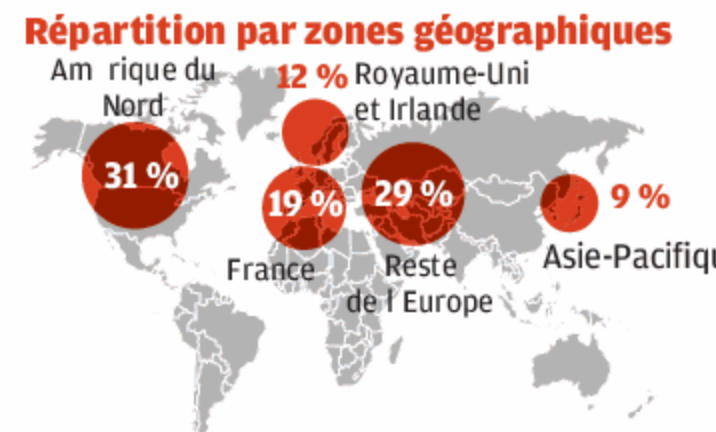 Répartition par zones géographiques
Am rique du
Nord
12 % Royaume-Uni
et Irlande
31 %
19 %
29 %
9 %
France
Reste
de l Europe
Asie-Pacifiqu